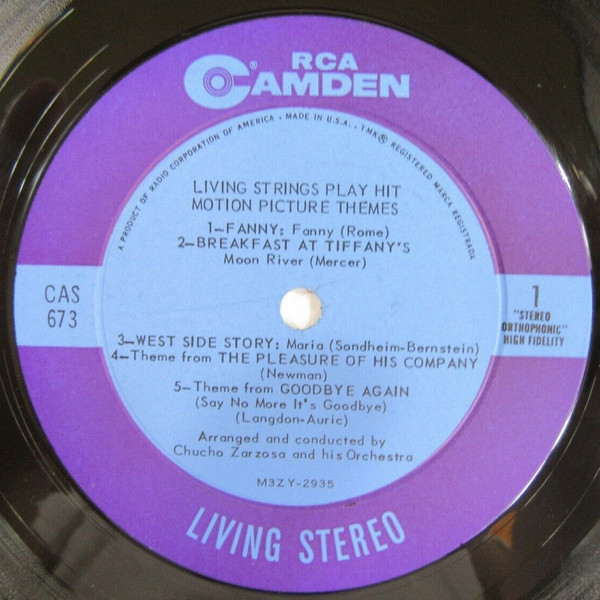 RCA
CAMDEN®
A PRODUCT OF RADIO CORPORATION OF AMERICA • MADE IN U.S.A. • TMK® REGISTERED MARCA REGISTRADA
LIVING STRINGS PLAY HIT
MOTION PICTURE THEMES
1—FANNY: Fanny (Rome)
2—BREAKFAST AT TIFFANY'S
Moon River (Mercer)
CAS
673
1
"STEREO
ORTHOPHONIC"
HIGH FIDELITY
3—WEST SIDE STORY: Maria (Sondheim-Bernstein)
4—Theme from THE PLEASURE OF HIS COMPANY
(Newman)
5—Theme from GOODBYE AGAIN
(Say No More It's Goodbye)
(Langdon-Auric)
Arranged and conducted by
Chucho Zarzosa and his Orchestra
M3ZY-2935
LIVING STEREO